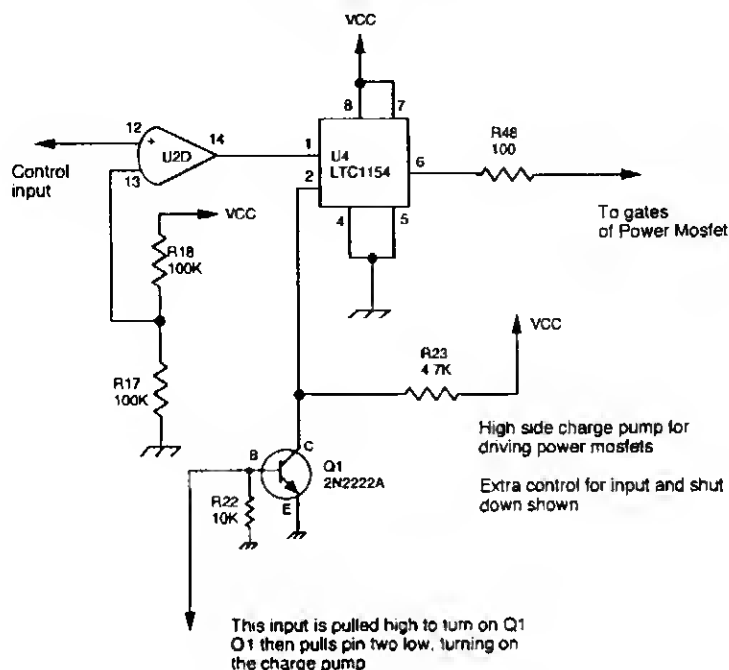 VCC
8
7
12
+
14
U2D
13
Control
input
1
2
U4
LTC1154
6
R48
100
4
5
To gates
of Power Mosfet
VCC
R18
100K
R17
100K
VCC
R23
4 7K
High side charge pump for
driving power mosfets
Extra control for input and shut
down shown
B
C
Q1
2N2222A
E
R22
10K
This input is pulled high to turn on Q1
Q1 then pulls pin two low, turning on
the charge pump